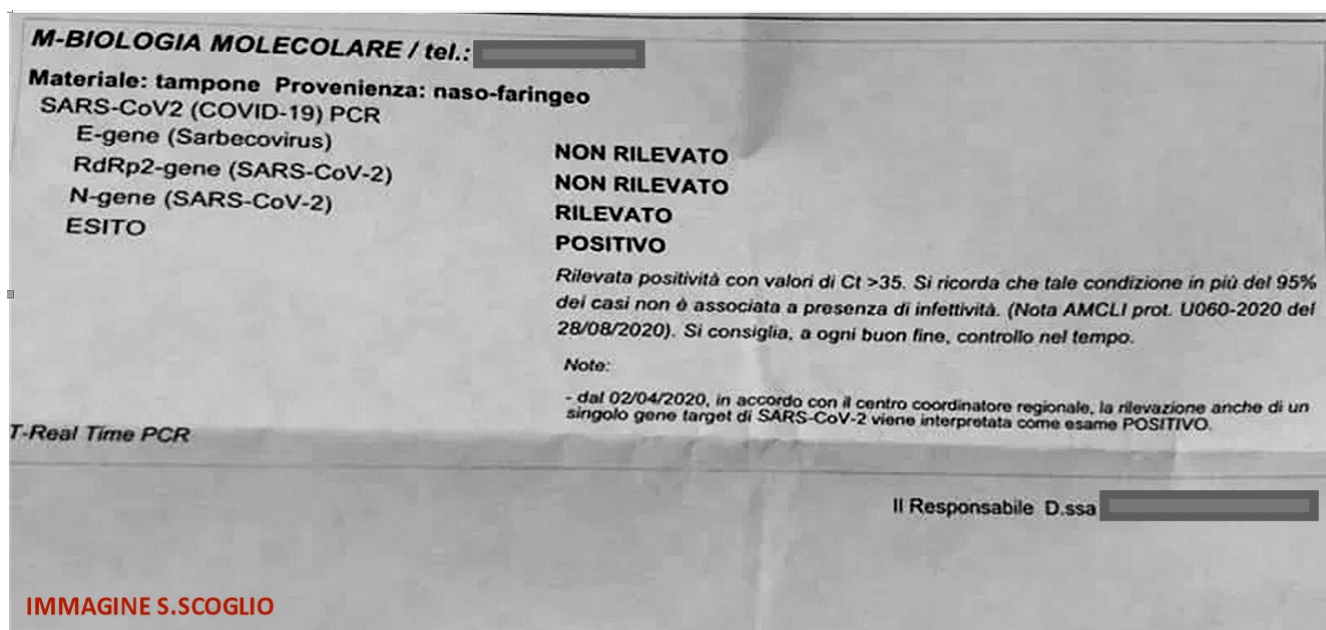 M-BIOLOGIA MOLECOLARE / tel.:
Materiale: tampone Provenienza: naso-faringeo
SARS-CoV2 (COVID-19) PCR
E-gene (Sarbecovirus) NON RILEVATO
RdRp2-gene (SARS-CoV-2) NON RILEVATO
N-gene (SARS-CoV-2) RILEVATO
ESITO POSITIVO
Rilevata positività con valori di Ct >35. Si ricorda che tale condizione in più del 95%
dei casi non è associata a presenza di infettività. (Nota AMCLI prot. U060-2020 del
28/08/2020). Si consiglia, a ogni buon fine, controllo nel tempo.
Note:
- dal 02/04/2020, in accordo con il centro coordinatore regionale, la rilevazione anche di un
singolo gene target di SARS-CoV-2 viene interpretata come esame POSITIVO.
T-Real Time PCR
Il Responsabile D.ssa
IMMAGINE S.SCOGLIO